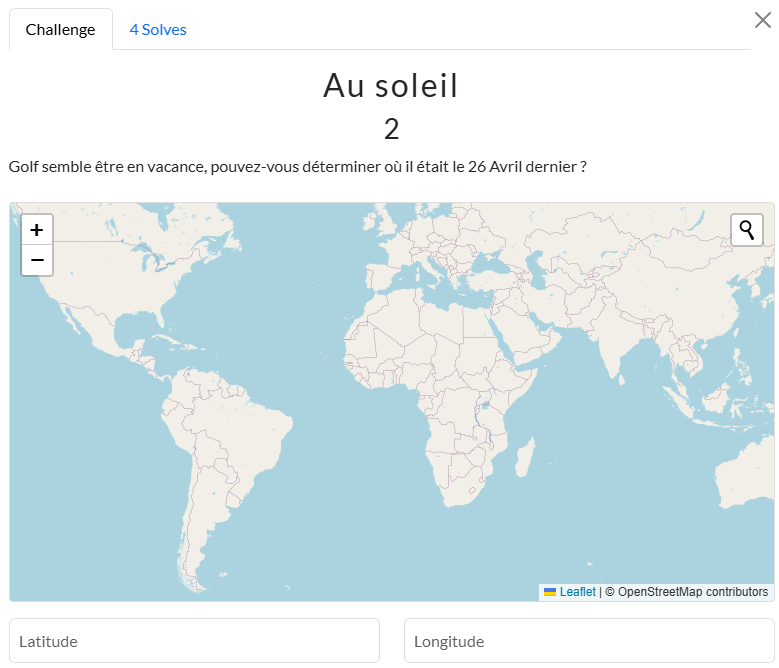 Challenge
4 Solves
Au soleil
2
Golf semble être en vacance, pouvez-vous déterminer où il était le 26 Avril dernier ?
+
−
Leaflet | © OpenStreetMap contributors
Latitude
Longitude